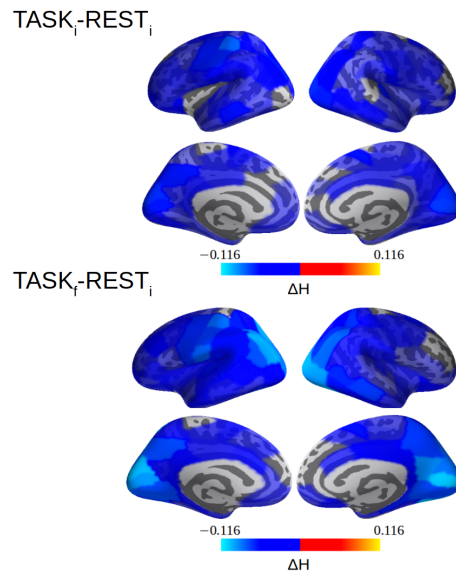 TASKi-RESTi
−0.116 0.116
ΔH
TASKf-RESTi
-0.116 0.116
ΔH